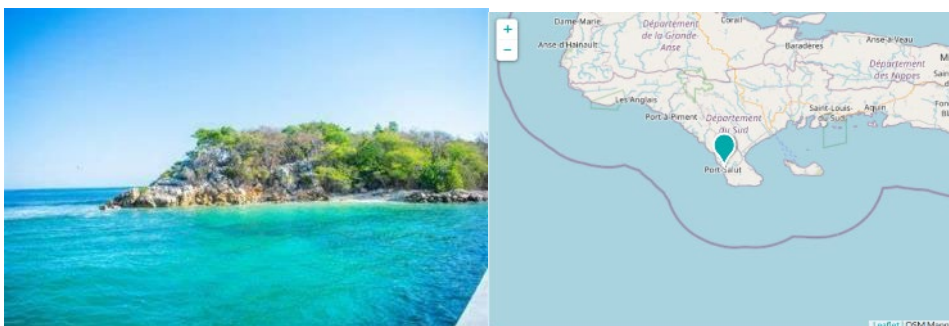 +
−
Dame-Marie
Département
de la Grande
Anse
Corail
Anse-d'Hainault
Baradères
Anse-à-Veau
Département
des Nippes
Les Anglais
Port-à-Piment
Département
du Sud
Saint-Louis-
du-Sud
Aquin
Port-Salut
Leaflet | OSM Mapn